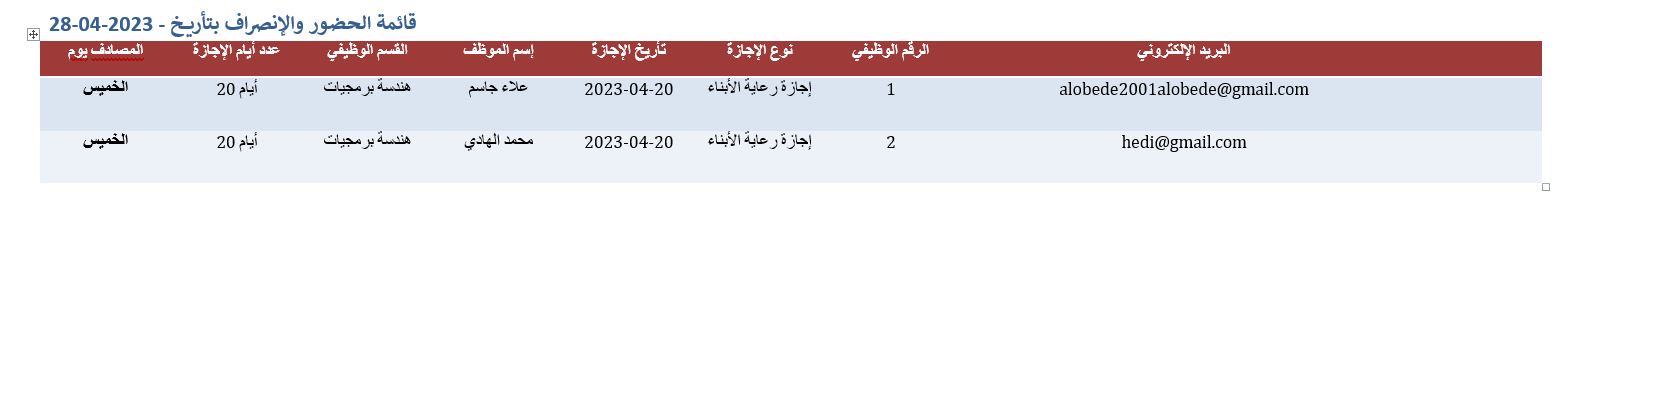 قائمة الحضور والإنصراف بتأريخ - 2023-04-28
البريد الإلكتروني الرقم الوظيفي نوع الإجازة تأريخ الإجازة إسم الموظف القسم الوظيفي عدد أيام الإجازة المصادف يوم
alobede2001alobede@gmail.com 1 إجازة رعاية الأبناء 2023-04-20 علاء جاسم هندسة برمجيات 20 أيام الخميس
hedi@gmail.com 2 إجازة رعاية الأبناء 2023-04-20 محمد الهادي هندسة برمجيات 20 أيام الخميس